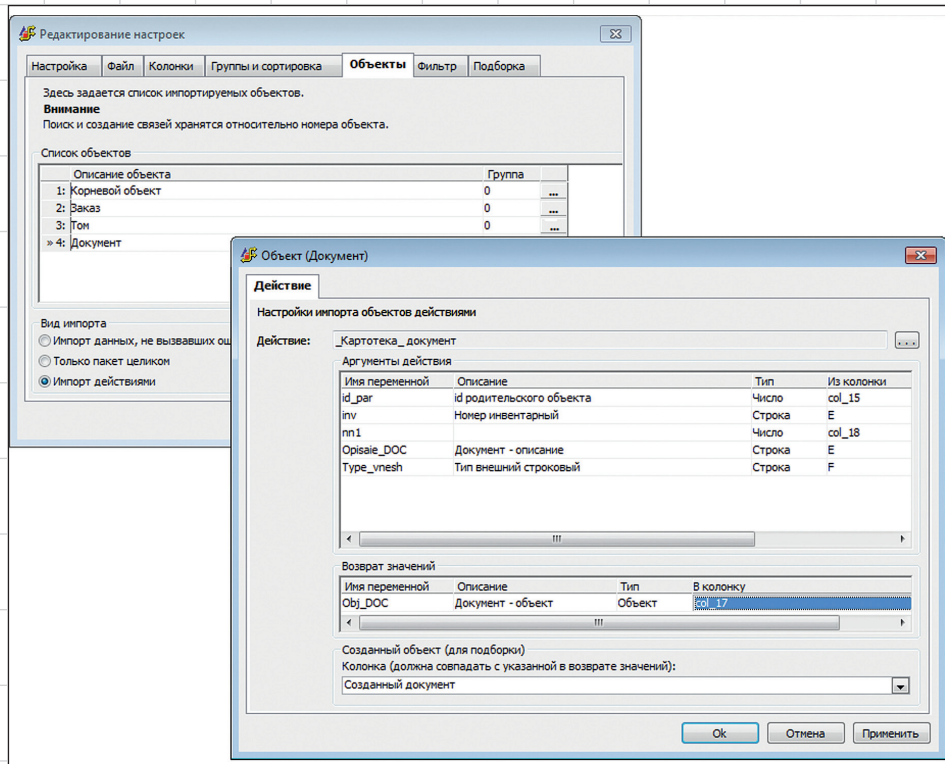 Редактирование настроек
Настройка Файл Колонки Группы и сортировка Объекты Фильтр Подборка
Здесь задается список импортируемых объектов.
Внимание
Поиск и создание связей хранятся относительно номера объекта.
Список объектов
Описание объекта Группа
1: Корневой объект 0 ...
2: Заказ 0 ...
3: Том 0 ...
» 4: Документ
Вид импорта
Импорт данных, не вызвавших ош
Только пакет целиком
Импорт действиями
Объект (Документ)
Действие
Настройки импорта объектов действиями
Действие: _Картотека_ документ ...
Аргументы действия
Имя переменной Описание Тип Из колонки
id_par id родительского объекта Число col_15
inv Номер инвентарный Строка E
nn1 Число col_18
Opisaie_DOC Документ - описание Строка E
Type_vnesh Тип внешний строковый Строка F
Возврат значений
Имя переменной Описание Тип В колонку
Obj_DOC Документ - объект Объект col_17
Созданный объект (для подборки)
Колонка (должна совпадать с указанной в возврате значений):
Созданный документ
Ok Отмена Применить